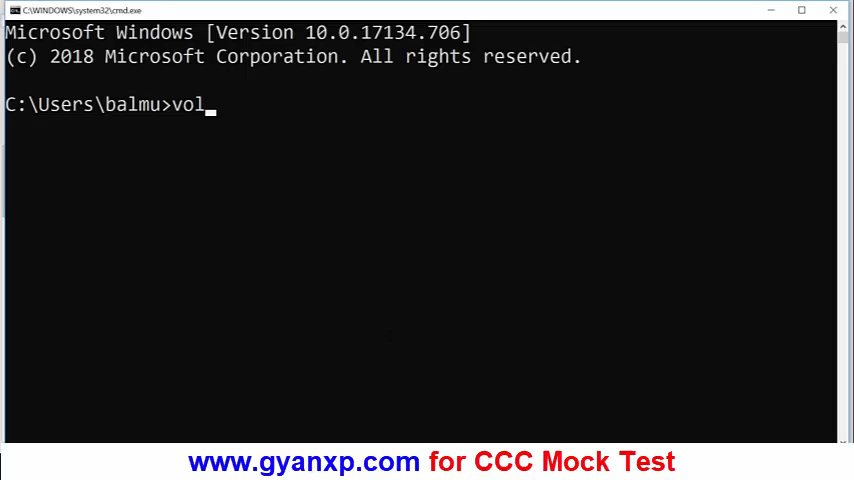 C:\WINDOWS\system32\cmd.exe
Microsoft Windows [Version 10.0.17134.706]
(c) 2018 Microsoft Corporation. All rights reserved.
C:\Users\balmu>vol_
www.gyanxp.com for CCC Mock Test